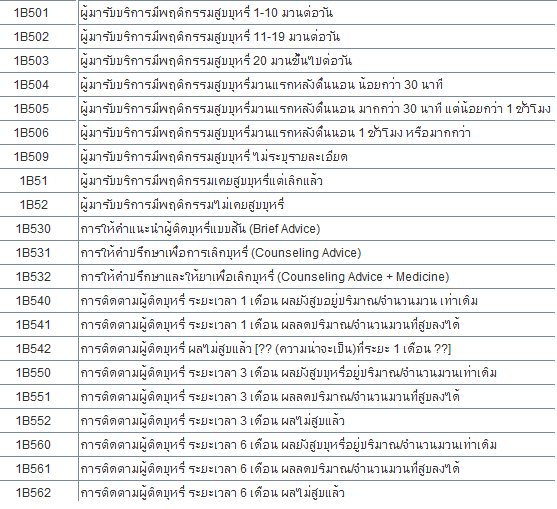 1B501 ผู้มารับบริการมีพฤติกรรมสูบบุหรี่ 1-10 มวนต่อวัน
1B502 ผู้มารับบริการมีพฤติกรรมสูบบุหรี่ 11-19 มวนต่อวัน
1B503 ผู้มารับบริการมีพฤติกรรมสูบบุหรี่ 20 มวนขึ้นไปต่อวัน
1B504 ผู้มารับบริการมีพฤติกรรมสูบบุหรี่มวนแรกหลังตื่นนอน น้อยกว่า 30 นาที
1B505 ผู้มารับบริการมีพฤติกรรมสูบบุหรี่มวนแรกหลังตื่นนอน มากกว่า 30 นาที แต่น้อยกว่า 1 ชั่วโมง
1B506 ผู้มารับบริการมีพฤติกรรมสูบบุหรี่มวนแรกหลังตื่นนอน 1 ชั่วโมง หรือมากกว่า
1B509 ผู้มารับบริการมีพฤติกรรมสูบบุหรี่ ไม่ระบุรายละเอียด
1B51 ผู้มารับบริการมีพฤติกรรมเคยสูบบุหรี่แต่เลิกแล้ว
1B52 ผู้มารับบริการมีพฤติกรรมไม่เคยสูบบุหรี่
1B530 การให้คำแนะนำผู้ติดบุหรี่แบบสั้น (Brief Advice)
1B531 การให้คำปรึกษาเพื่อการเลิกบุหรี่ (Counseling Advice)
1B532 การให้คำปรึกษาและให้ยาเพื่อเลิกบุหรี่ (Counseling Advice + Medicine)
1B540 การติดตามผู้ติดบุหรี่ ระยะเวลา 1 เดือน ผลยังสูบอยู่ปริมาณ/จำนวนมวน เท่าเดิม
1B541 การติดตามผู้ติดบุหรี่ ระยะเวลา 1 เดือน ผลลดปริมาณ/จำนวนมวนที่สูบลงได้
1B542 การติดตามผู้ติดบุหรี่ ผลไม่สูบแล้ว [?? (ความน่าจะเป็น)ที่ระยะ 1 เดือน ??]
1B550 การติดตามผู้ติดบุหรี่ ระยะเวลา 3 เดือน ผลยังสูบบุหรี่อยู่ปริมาณ/จำนวนมวนเท่าเดิม
1B551 การติดตามผู้ติดบุหรี่ ระยะเวลา 3 เดือน ผลลดปริมาณ/จำนวนมวนที่สูบลงได้
1B552 การติดตามผู้ติดบุหรี่ ระยะเวลา 3 เดือน ผลไม่สูบแล้ว
1B560 การติดตามผู้ติดบุหรี่ ระยะเวลา 6 เดือน ผลยังสูบบุหรี่อยู่ปริมาณ/จำนวนมวนเท่าเดิม
1B561 การติดตามผู้ติดบุหรี่ ระยะเวลา 6 เดือน ผลลดปริมาณ/จำนวนมวนที่สูบลงได้
1B562 การติดตามผู้ติดบุหรี่ ระยะเวลา 6 เดือน ผลไม่สูบแล้ว